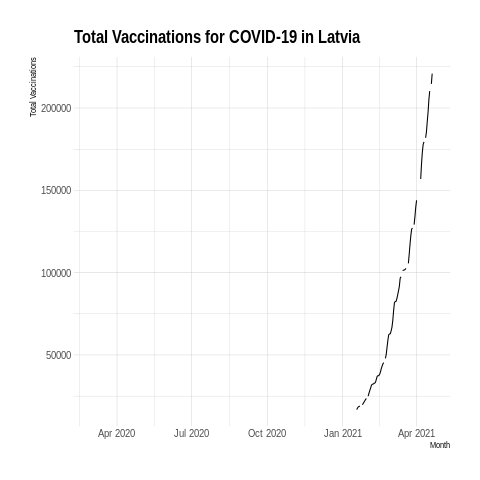 Total Vaccinations for COVID-19 in Latvia
Total Vaccinations
200000
150000
100000
50000
Apr 2020 Jul 2020 Oct 2020 Jan 2021 Apr 2021
Month